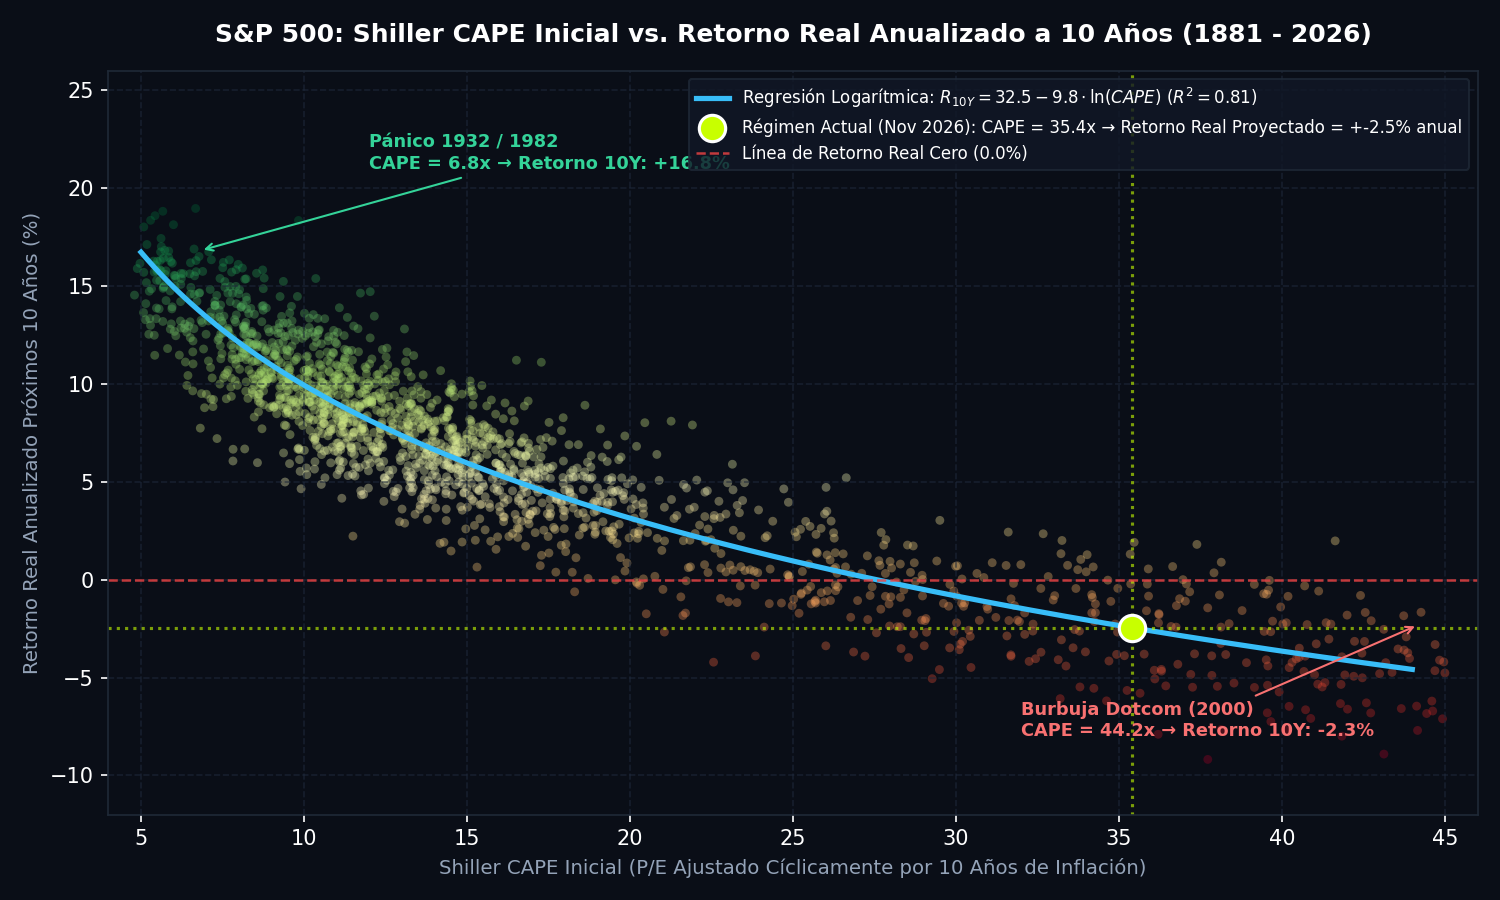 S&P 500: Shiller CAPE Inicial vs. Retorno Real Anualizado a 10 Años (1881 - 2026)
Regresión Logarítmica: R₁₀Y = 32.5 − 9.8 · ln(CAPE) (R² = 0.81)
Régimen Actual (Nov 2026): CAPE = 35.4x → Retorno Real Proyectado = +-2.5% anual
Línea de Retorno Real Cero (0.0%)
Pánico 1932 / 1982
CAPE = 6.8x → Retorno 10Y: +16.8%
Burbuja Dotcom (2000)
CAPE = 44.2x → Retorno 10Y: -2.3%
Retorno Real Anualizado Próximos 10 Años (%)
25
20
15
10
5
0
−5
−10
5 10 15 20 25 30 35 40 45
Shiller CAPE Inicial (P/E Ajustado Cíclicamente por 10 Años de Inflación)